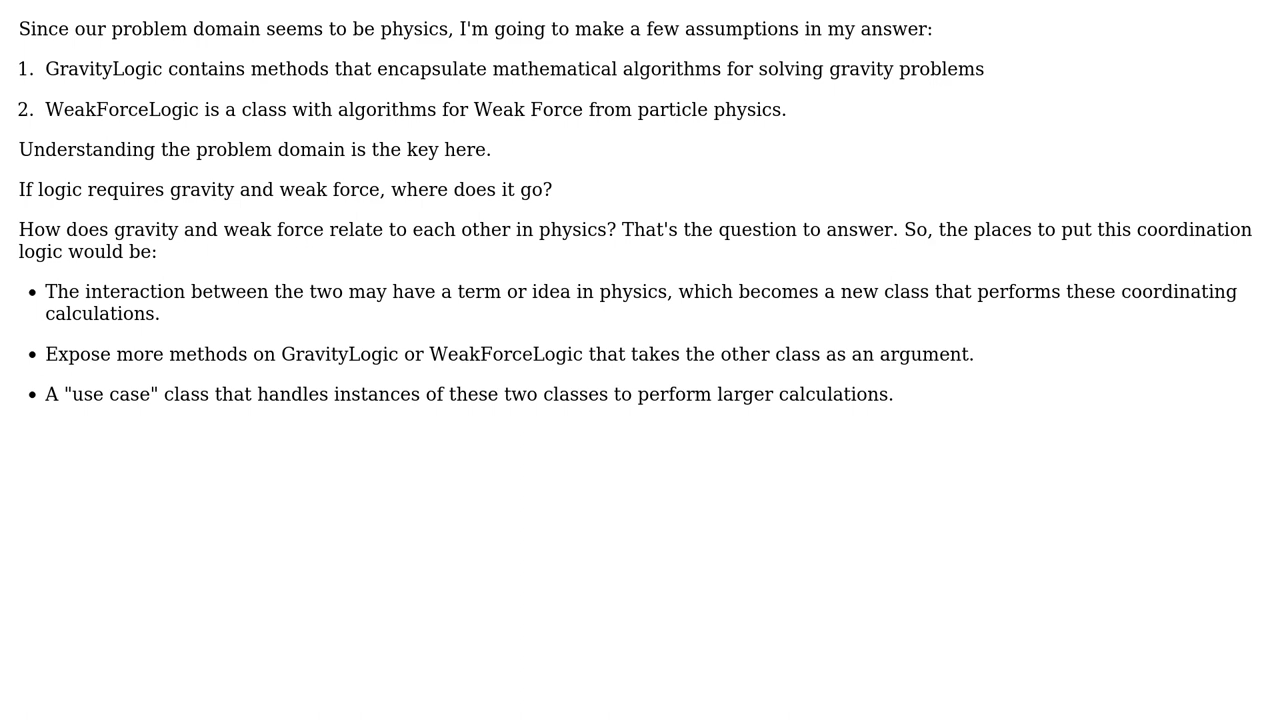 Since our problem domain seems to be physics, I'm going to make a few assumptions in my answer:
1. GravityLogic contains methods that encapsulate mathematical algorithms for solving gravity problems
2. WeakForceLogic is a class with algorithms for Weak Force from particle physics.
Understanding the problem domain is the key here.
If logic requires gravity and weak force, where does it go?
How does gravity and weak force relate to each other in physics? That's the question to answer. So, the places to put this coordination
logic would be:
• The interaction between the two may have a term or idea in physics, which becomes a new class that performs these coordinating
calculations.
• Expose more methods on GravityLogic or WeakForceLogic that takes the other class as an argument.
• A "use case" class that handles instances of these two classes to perform larger calculations.